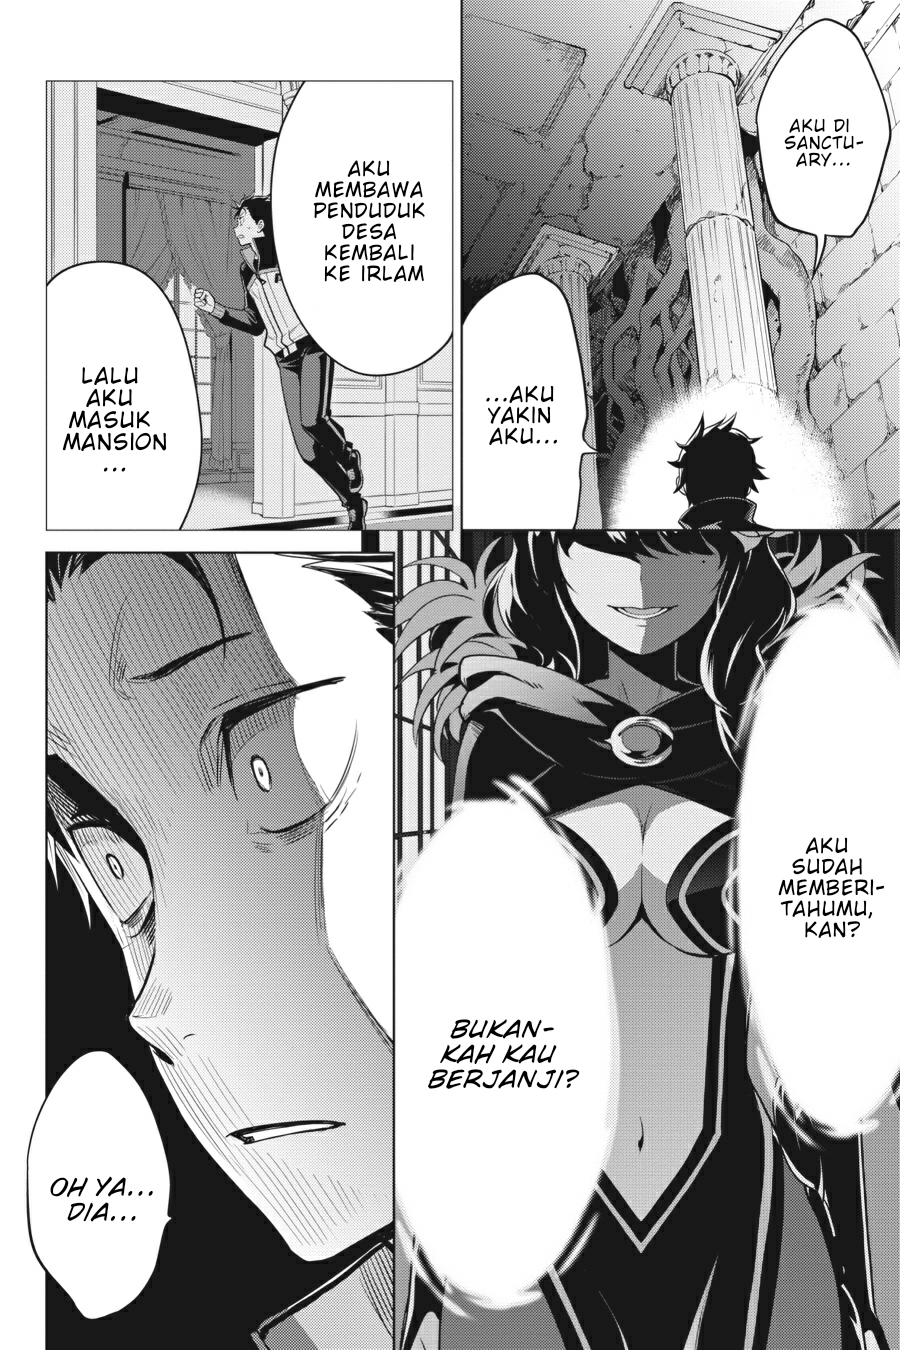 AKU DI
SANCTU-
ARY...
...AKU
YAKIN
AKU...
AKU
MEMBAWA
PENDUDUK
DESA
KEMBALI
KE IRLAM
LALU
AKU
MASUK
MANSION
...
AKU
SUDAH
MEMBERI-
TAHUMU,
KAN?
BUKAN-
KAH KAU
BERJANJI?
OH YA...
DIA...